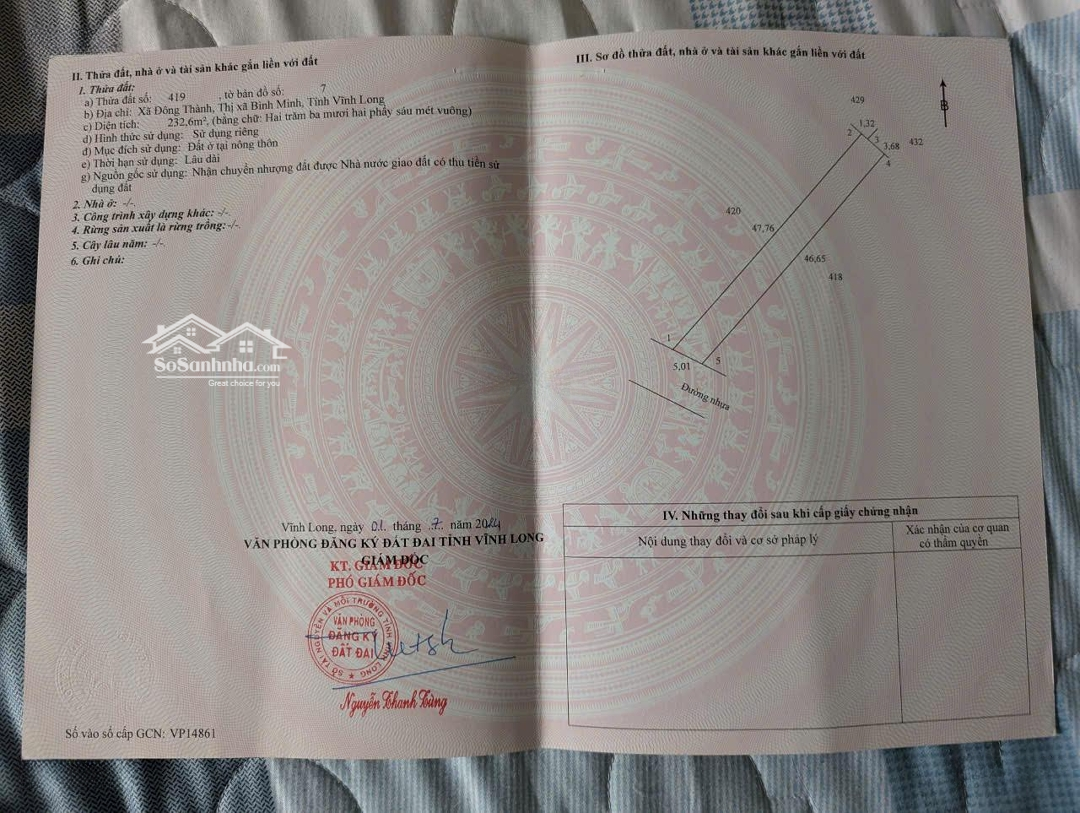 II. Thửa đất, nhà ở và tài sản khác gắn liền với đất
1. Thửa đất:
a) Thửa đất số: 419 , tờ bản đồ số: 7
b) Địa chỉ: Xã Đông Thành, Thị xã Bình Minh, Tỉnh Vĩnh Long
c) Diện tích: 232,6m², (bằng chữ: Hai trăm ba mươi hai phẩy sáu mét vuông)
d) Hình thức sử dụng: Sử dụng riêng
đ) Mục đích sử dụng: Đất ở tại nông thôn
e) Thời hạn sử dụng: Lâu dài
g) Nguồn gốc sử dụng: Nhận chuyển nhượng đất được Nhà nước giao đất có thu tiền sử
dụng đất
2. Nhà ở: -/-
3. Công trình xây dựng khác: -/-
4. Rừng sản xuất là rừng trồng:-/-
5. Cây lâu năm: -/-
6. Ghi chú:
SoSanhnha.com
Great choice for you
Vĩnh Long, ngày 01 tháng 7 năm 2024
VĂN PHÒNG ĐĂNG KÝ ĐẤT ĐAI TỈNH VĨNH LONG
GIÁM ĐỐC
KT. GIÁM ĐỐC
PHÓ GIÁM ĐỐC
SỞ TÀI NGUYÊN VÀ MÔI TRƯỜNG TỈNH VĨNH LONG
VĂN PHÒNG
ĐĂNG KÝ
ĐẤT ĐAI
Nguyễn Thanh Tùng
Số vào sổ cấp GCN: VP14861
III. Sơ đồ thửa đất, nhà ở và tài sản khác gắn liền với đất
B
429
1,32
2
3
3,68
432
4
420
47,76
46,65
418
1
5
5,01
Đường nhựa
IV. Những thay đổi sau khi cấp giấy chứng nhận
Nội dung thay đổi và cơ sở pháp lý
Xác nhận của cơ quan
có thẩm quyền